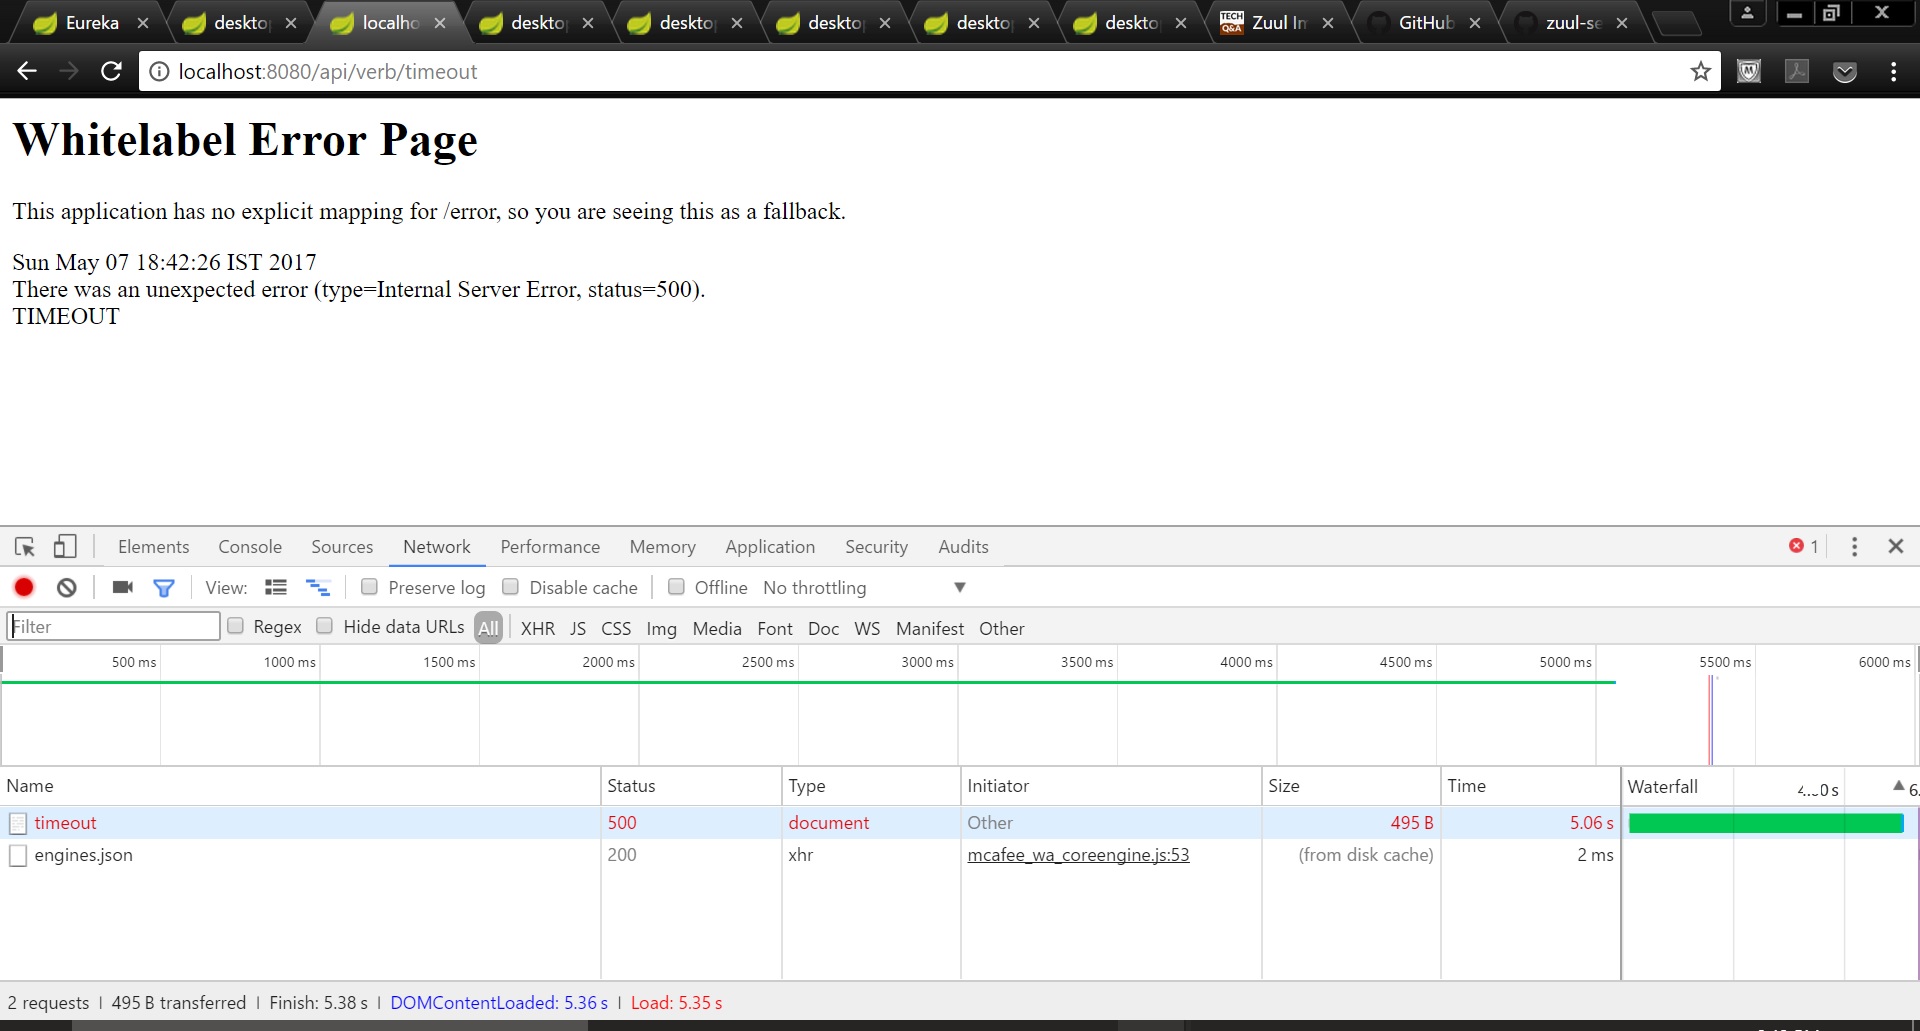 Eureka deskto localho deskto deskto deskto deskto deskto TECH Q&A Zuul Im GitHub zuul-se
localhost:8080/api/verb/timeout
Whitelabel Error Page
This application has no explicit mapping for /error, so you are seeing this as a fallback.
Sun May 07 18:42:26 IST 2017
There was an unexpected error (type=Internal Server Error, status=500).
TIMEOUT
Elements Console Sources Network Performance Memory Application Security Audits 1
View: Preserve log Disable cache Offline No throttling
Filter Regex Hide data URLs All XHR JS CSS Img Media Font Doc WS Manifest Other
500 ms 1000 ms 1500 ms 2000 ms 2500 ms 3000 ms 3500 ms 4000 ms 4500 ms 5000 ms 5500 ms 6000 ms
Name Status Type Initiator Size Time Waterfall
timeout 500 document Other 495 B 5.06 s
engines.json 200 xhr mcafee_wa_coreengine.js:53 (from disk cache) 2 ms
2 requests | 495 B transferred | Finish: 5.38 s | DOMContentLoaded: 5.36 s | Load: 5.35 s